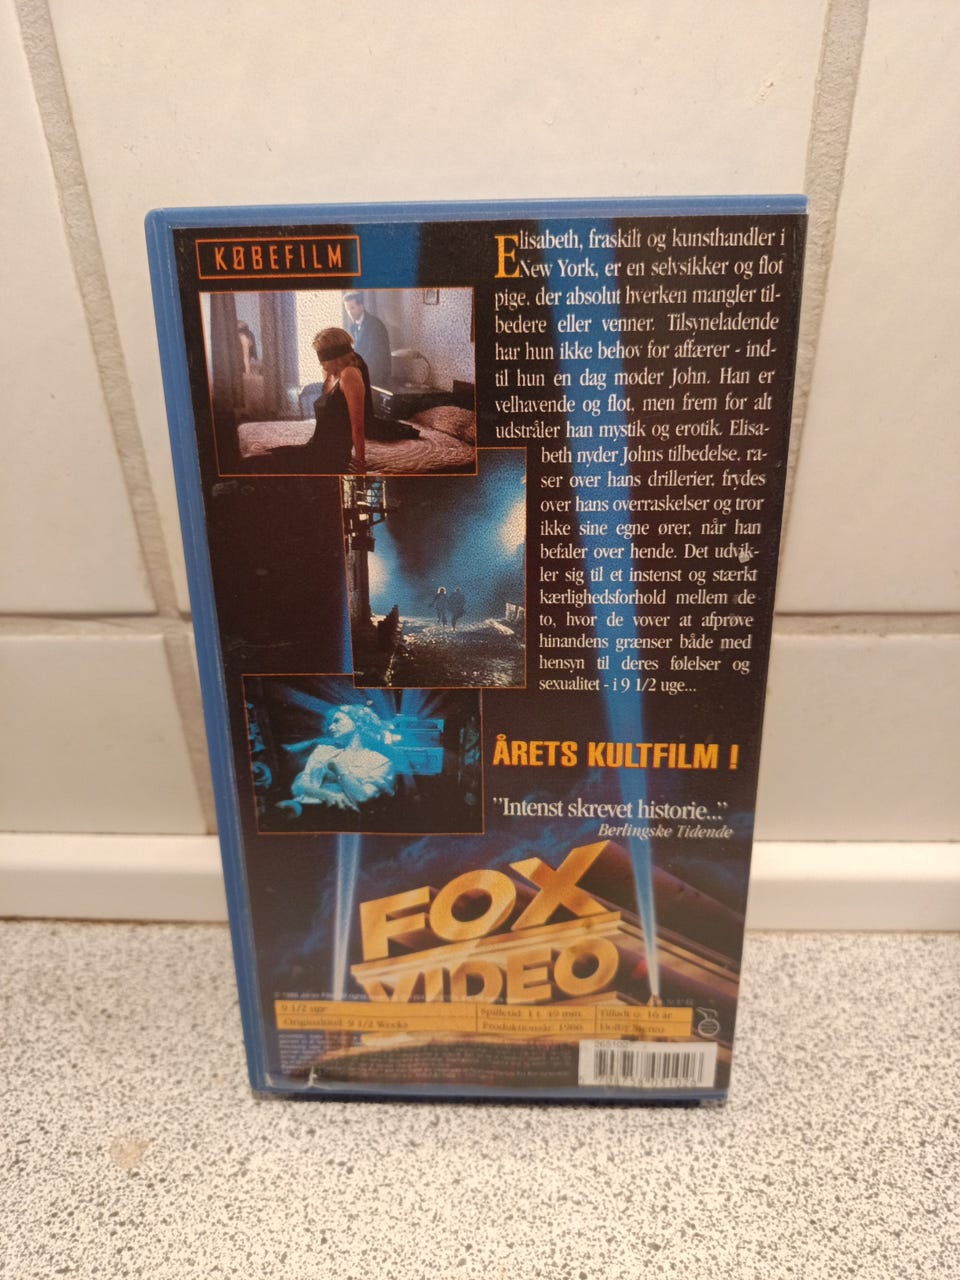 KØBEFILM
Elisabeth, fraskilt og kunsthandler i
New York, er en selvsikker og flot
pige, der absolut hverken mangler til-
bedere eller venner. Tilsyneladende
har hun ikke behov for affærer - ind-
til hun en dag møder John. Han er
velhavende og flot, men frem for alt
udstråler han mystik og erotik. Elisa-
beth nyder Johns tilbedelse, ra-
ser over hans drillerier, frydes
over hans overraskelser og tror
ikke sine egne ører, når han
befaler over hende. Det udvik-
ler sig til et instenst og stærkt
kærlighedsforhold mellem de
to, hvor de vover at afprøve
hinandens grænser både med
hensyn til deres følelser og
sexualitet - i 9 1/2 uge...
ÅRETS KULTFILM !
"Intenst skrevet historie..."
Berlingske Tidende
FOX
VIDEO
9 1/2 uge
Spilletid: 1 t. 49 min.
Tilladt o. 16 år
Originaltitel: 9 1/2 Weeks
Produktionsår: 1986
Dolby Stereo